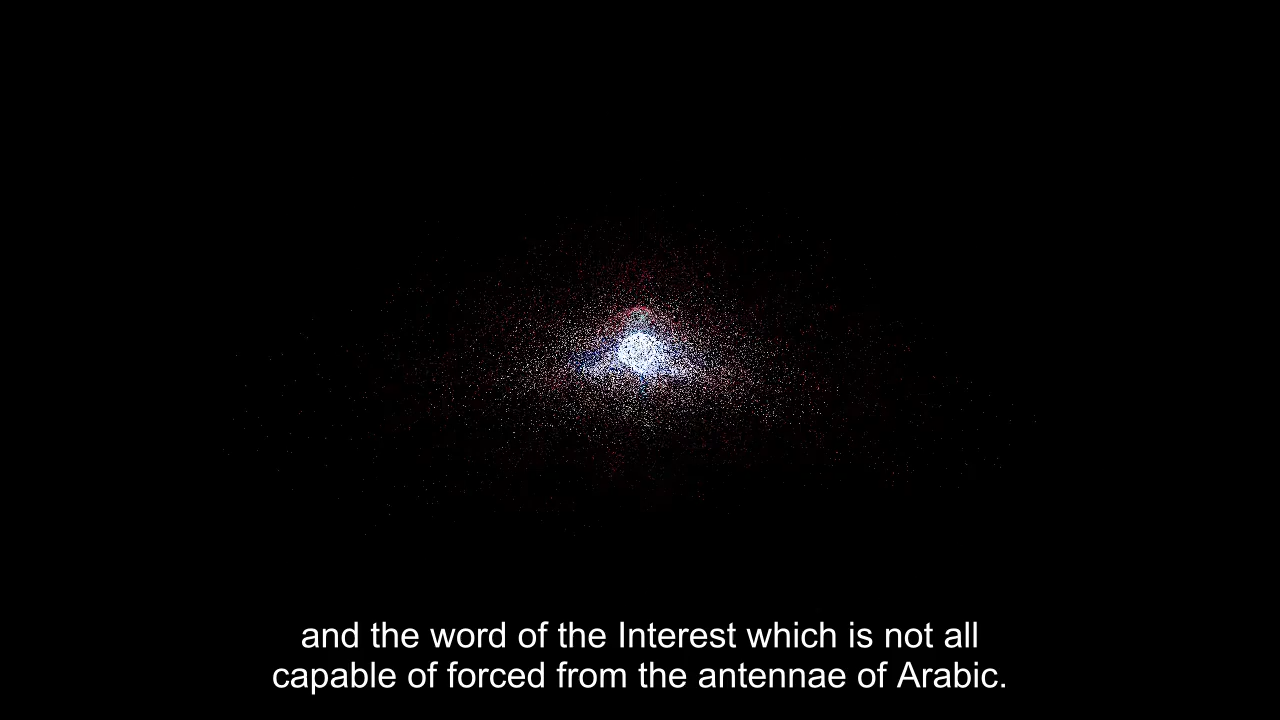 and the word of the Interest which is not all
capable of forced from the antennae of Arabic.